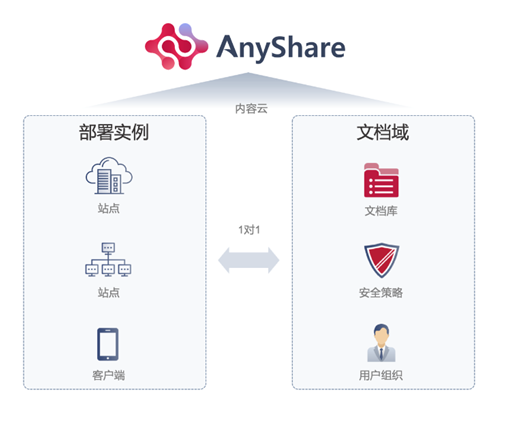 AnyShare
内容云
部署实例
文档域
站点
文档库
1对1
站点
安全策略
客户端
用户组织